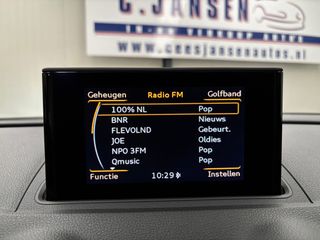 C. JANSEN
IN- EN VERKOOP AUTO'S
www.ceesjansenautos.nl
Geheugen Radio FM Golfband
100% NL Pop
BNR Nieuws
FLEVOLND Gebeurt.
JOE Oldies
NPO 3FM Pop
Qmusic Pop
Functie 10:29 Instellen